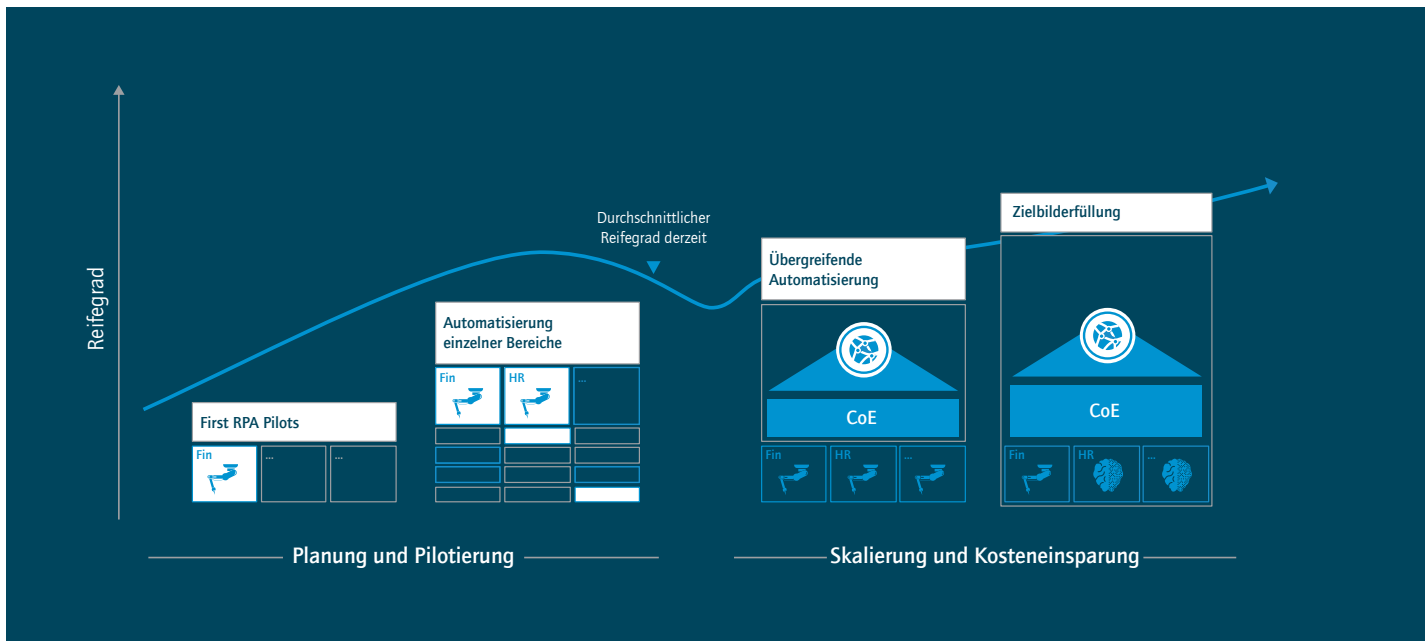 Reifegrad
First RPA Pilots
Fin
...
...
Automatisierung
einzelner Bereiche
Fin
HR
...
Durchschnittlicher
Reifegrad derzeit
Übergreifende
Automatisierung
CoE
Fin
HR
...
Zielbilderfüllung
CoE
Fin
HR
...
Planung und Pilotierung
Skalierung und Kosteneinsparung